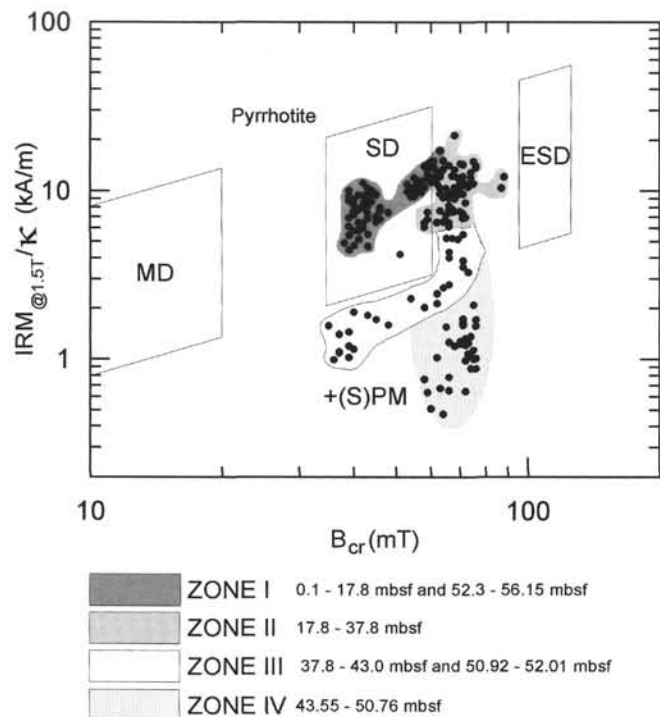 100
Pyrrhotite
SD
ESD
10
MD
1
+(S)PM
IRM@1.5T/κ (kA/m)
10
100
Bcr(mT)
ZONE I 0.1 - 17.8 mbsf and 52.3 - 56.15 mbsf
ZONE II 17.8 - 37.8 mbsf
ZONE III 37.8 - 43.0 mbsf and 50.92 - 52.01 mbsf
ZONE IV 43.55 - 50.76 mbsf